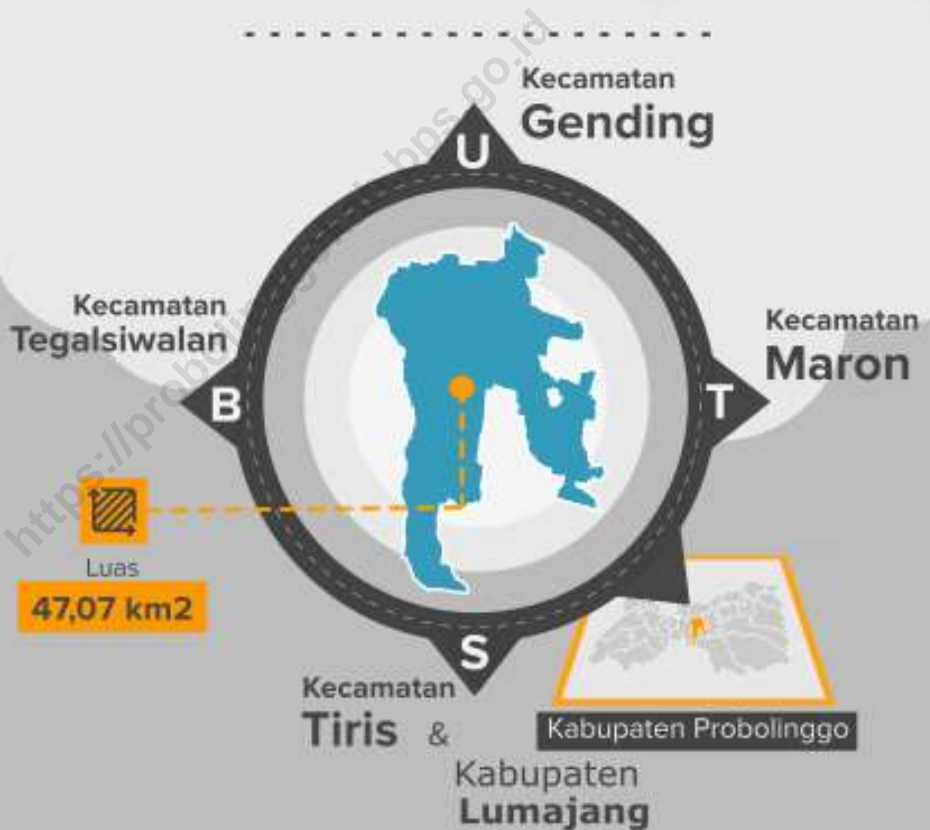 Kecamatan
Gending
U
Kecamatan
Tegalsiwalan
B
Kecamatan
Maron
T
Luas
47,07 km2
S
Kecamatan
Tiris &
Kabupaten
Lumajang
Kabupaten Probolinggo